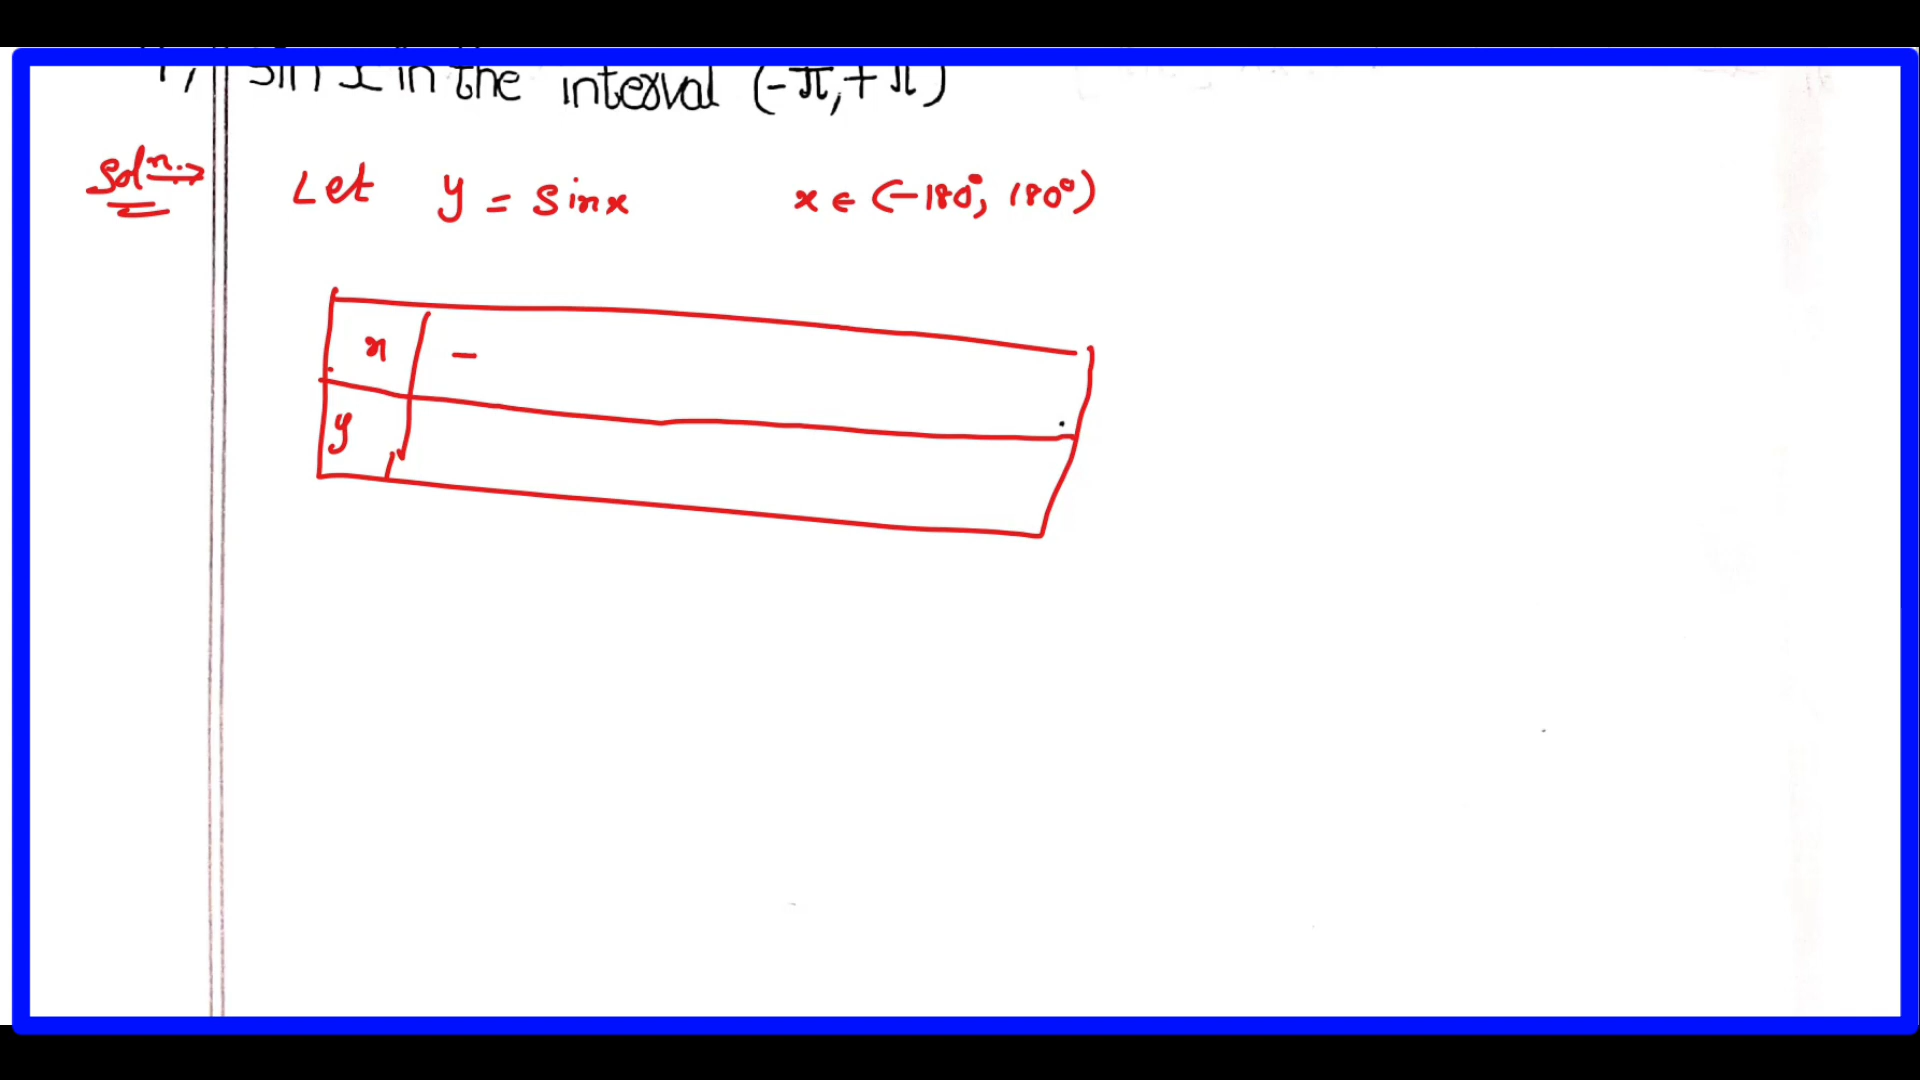 sin x in the interval (-π,+π)
Soln:→ Let y = sinx x ∈ (-180°, 180°)
x -
y